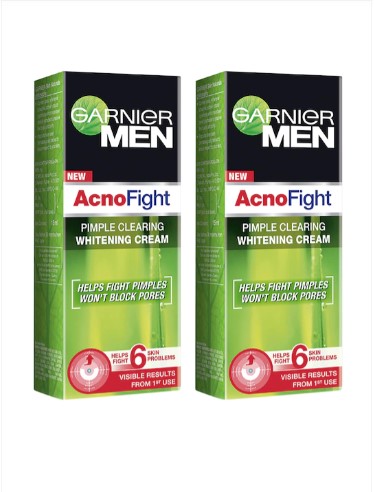 GARNIER
MEN
NEW
AcnoFight
PIMPLE CLEARING
WHITENING CREAM
HELPS FIGHT PIMPLES
WON'T BLOCK PORES
HELPS FIGHT 6 SKIN PROBLEMS
VISIBLE RESULTS
FROM 1ST USE
GARNIER
MEN
NEW
AcnoFight
PIMPLE CLEARING
WHITENING CREAM
HELPS FIGHT PIMPLES
WON'T BLOCK PORES
HELPS FIGHT 6 SKIN PROBLEMS
VISIBLE RESULTS
FROM 1ST USE